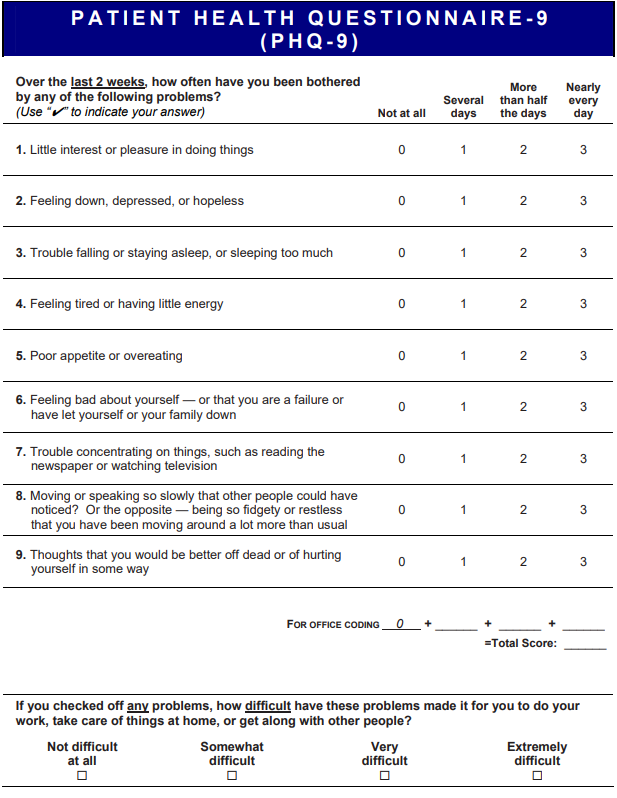 PATIENT HEALTH QUESTIONNAIRE-9
(PHQ-9)
Over the last 2 weeks, how often have you been bothered
by any of the following problems?
(Use “✔” to indicate your answer)
Not at all
Several
days
More
than half
the days
Nearly
every
day
1. Little interest or pleasure in doing things 0 1 2 3
2. Feeling down, depressed, or hopeless 0 1 2 3
3. Trouble falling or staying asleep, or sleeping too much 0 1 2 3
4. Feeling tired or having little energy 0 1 2 3
5. Poor appetite or overeating 0 1 2 3
6. Feeling bad about yourself — or that you are a failure or
have let yourself or your family down 0 1 2 3
7. Trouble concentrating on things, such as reading the
newspaper or watching television 0 1 2 3
8. Moving or speaking so slowly that other people could have
noticed? Or the opposite — being so fidgety or restless
that you have been moving around a lot more than usual 0 1 2 3
9. Thoughts that you would be better off dead or of hurting
yourself in some way 0 1 2 3
FOR OFFICE CODING 0 + ______ + ______ + ______
=Total Score: ______
If you checked off any problems, how difficult have these problems made it for you to do your
work, take care of things at home, or get along with other people?
Not difficult
at all
☐
Somewhat
difficult
☐
Very
difficult
☐
Extremely
difficult
☐